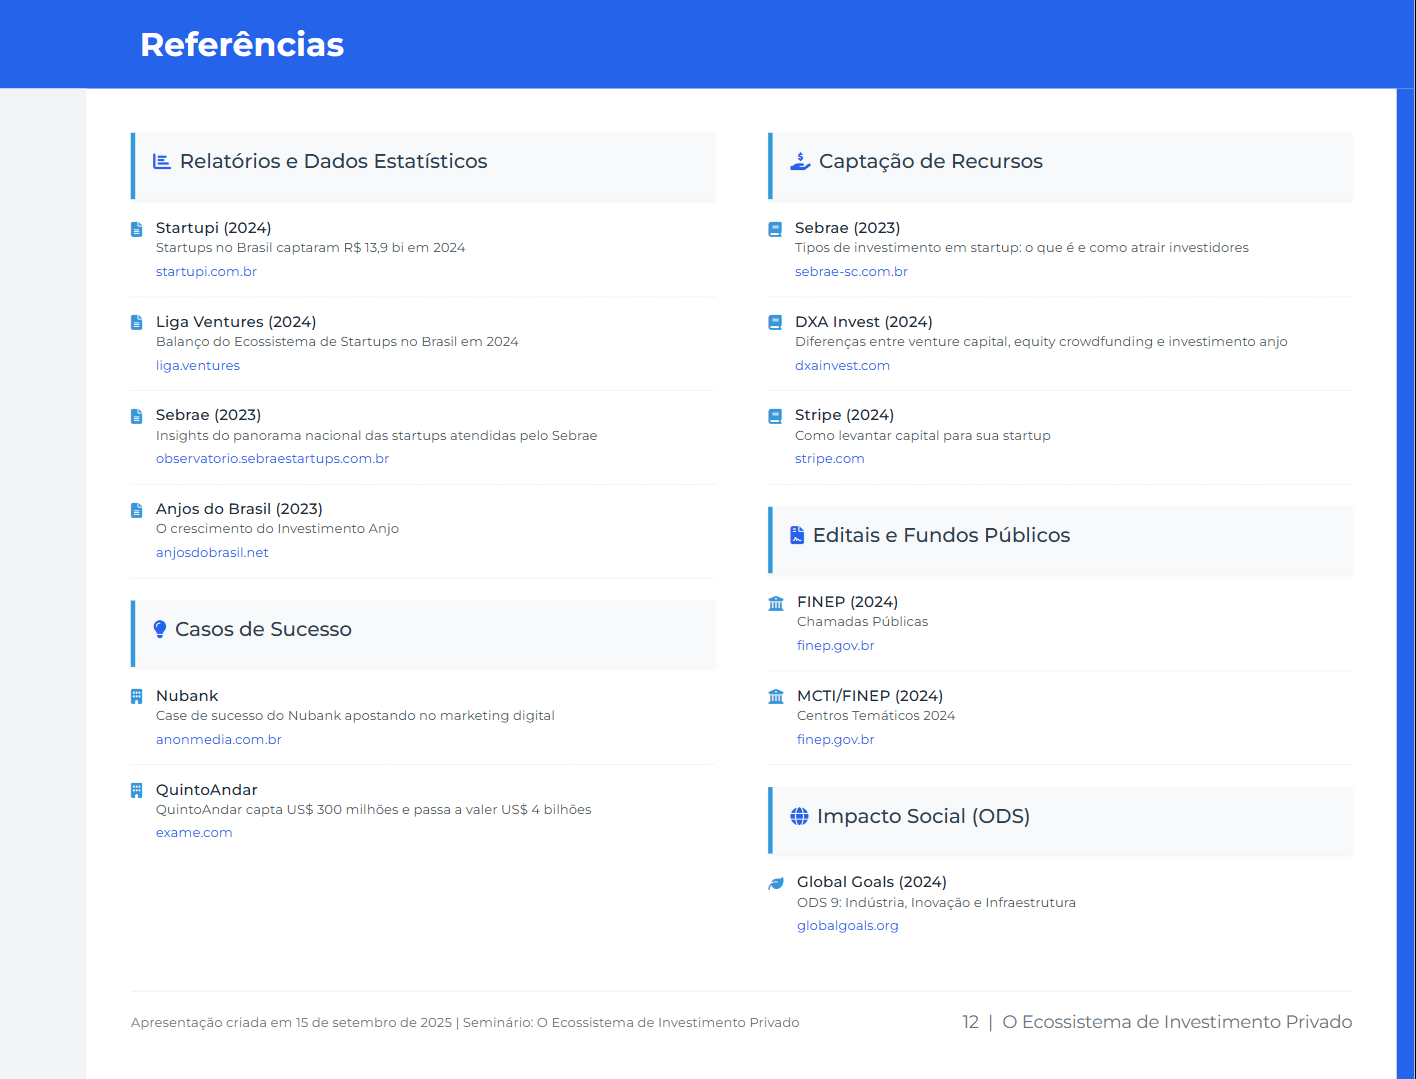 Referências
Relatórios e Dados Estatísticos
Startupi (2024)
Startups no Brasil captaram R$ 13,9 bi em 2024
startupi.com.br
Liga Ventures (2024)
Balanço do Ecossistema de Startups no Brasil em 2024
liga.ventures
Sebrae (2023)
Insights do panorama nacional das startups atendidas pelo Sebrae
observatorio.sebraestartups.com.br
Anjos do Brasil (2023)
O crescimento do Investimento Anjo
anjosdobrasil.net
Casos de Sucesso
Nubank
Case de sucesso do Nubank apostando no marketing digital
anonmedia.com.br
QuintoAndar
QuintoAndar capta US$ 300 milhões e passa a valer US$ 4 bilhões
exame.com
Captação de Recursos
Sebrae (2023)
Tipos de investimento em startup: o que é e como atrair investidores
sebrae-sc.com.br
DXA Invest (2024)
Diferenças entre venture capital, equity crowdfunding e investimento anjo
dxainvest.com
Stripe (2024)
Como levantar capital para sua startup
stripe.com
Editais e Fundos Públicos
FINEP (2024)
Chamadas Públicas
finep.gov.br
MCTI/FINEP (2024)
Centros Temáticos 2024
finep.gov.br
Impacto Social (ODS)
Global Goals (2024)
ODS 9: Indústria, Inovação e Infraestrutura
globalgoals.org
Apresentação criada em 15 de setembro de 2025 | Seminário: O Ecossistema de Investimento Privado
12 | O Ecossistema de Investimento Privado